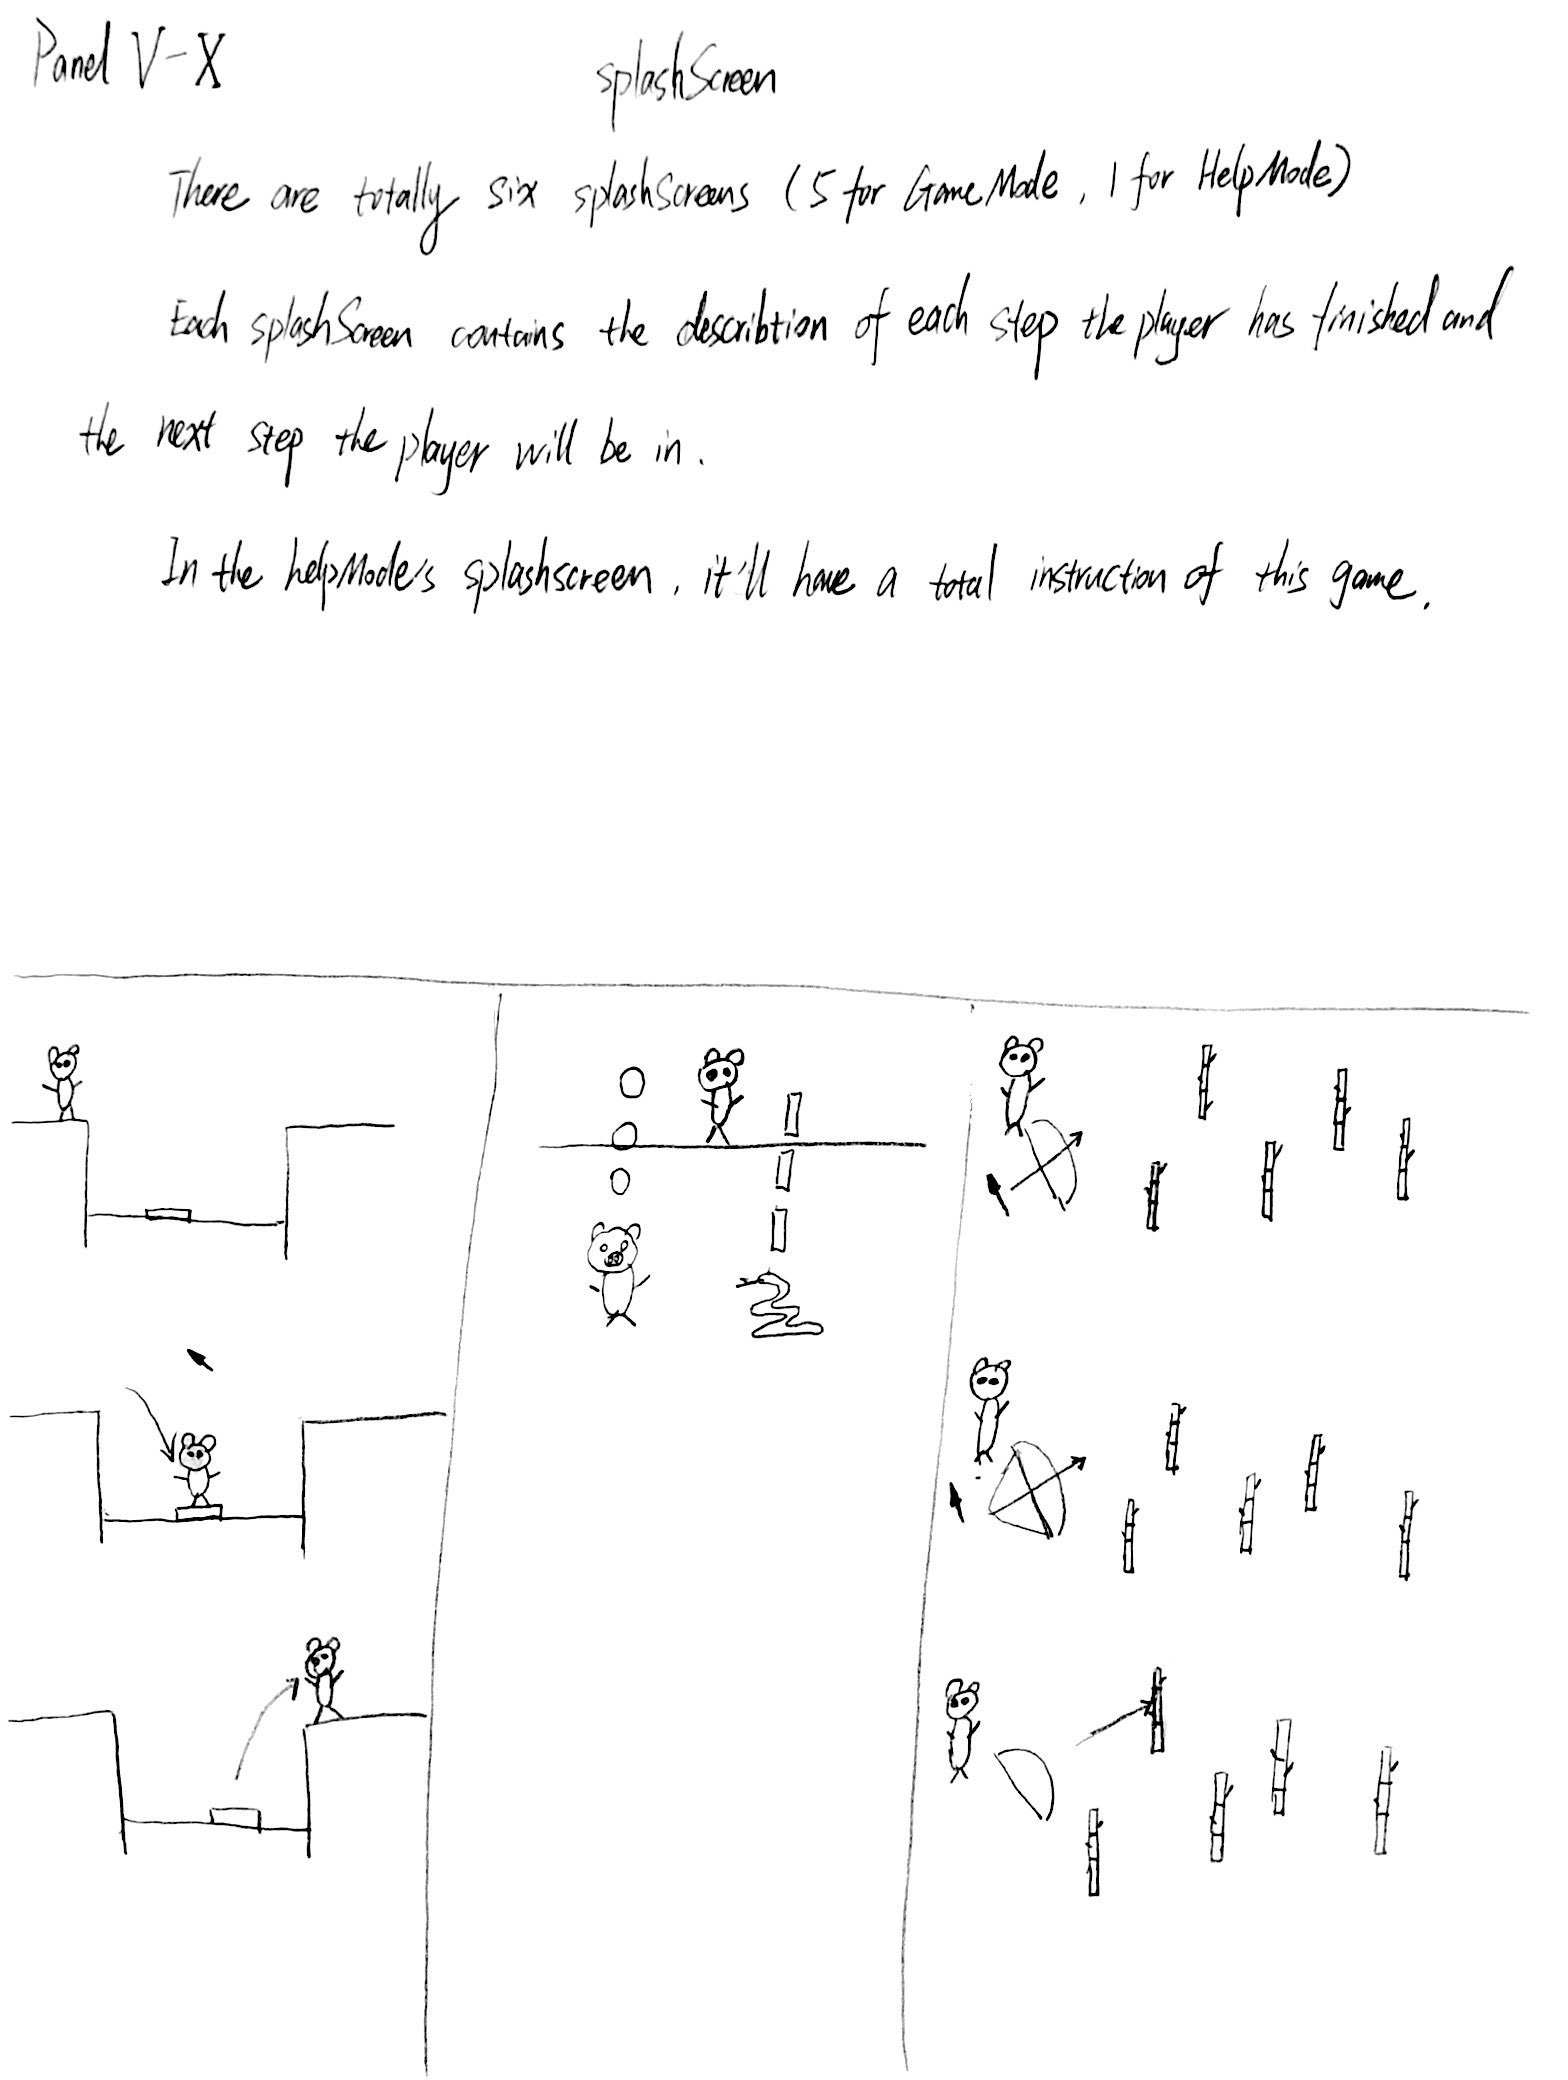 Panel V-X
splashScreen
There are totally six splashScreens (5 for GameMode, 1 for HelpMode)
Each splashScreen contains the describtion of each step the player has finished and
the next step the player will be in.
In the helpMode's splashscreen, it'll have a total instruction of this game.